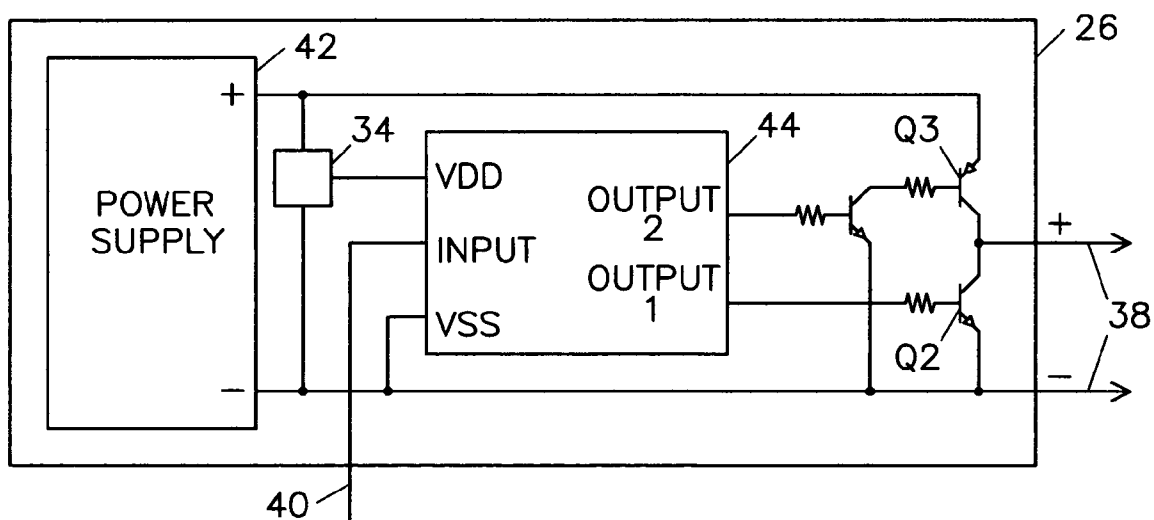 26
42
+
34
44
Q3
VDD
POWER
SUPPLY
OUTPUT
2
+
INPUT
OUTPUT
1
38
VSS
Q2
−
−
40